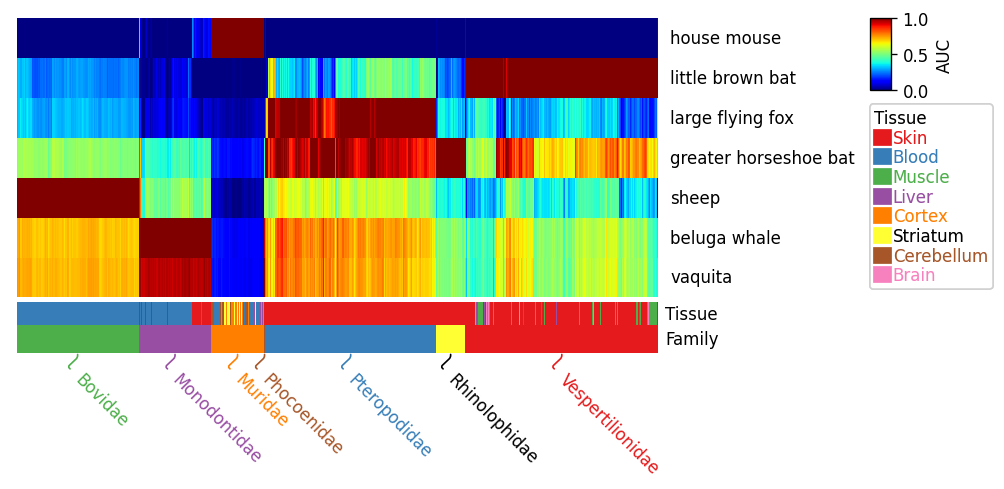 house mouse
little brown bat
large flying fox
greater horseshoe bat
sheep
beluga whale
vaquita
Tissue
Family
Bovidae
Monodontidae
Muridae
Phocoenidae
Pteropodidae
Rhinolophidae
Vespertilionidae
1.0
0.5
0.0
AUC
Tissue
Skin
Blood
Muscle
Liver
Cortex
Striatum
Cerebellum
Brain